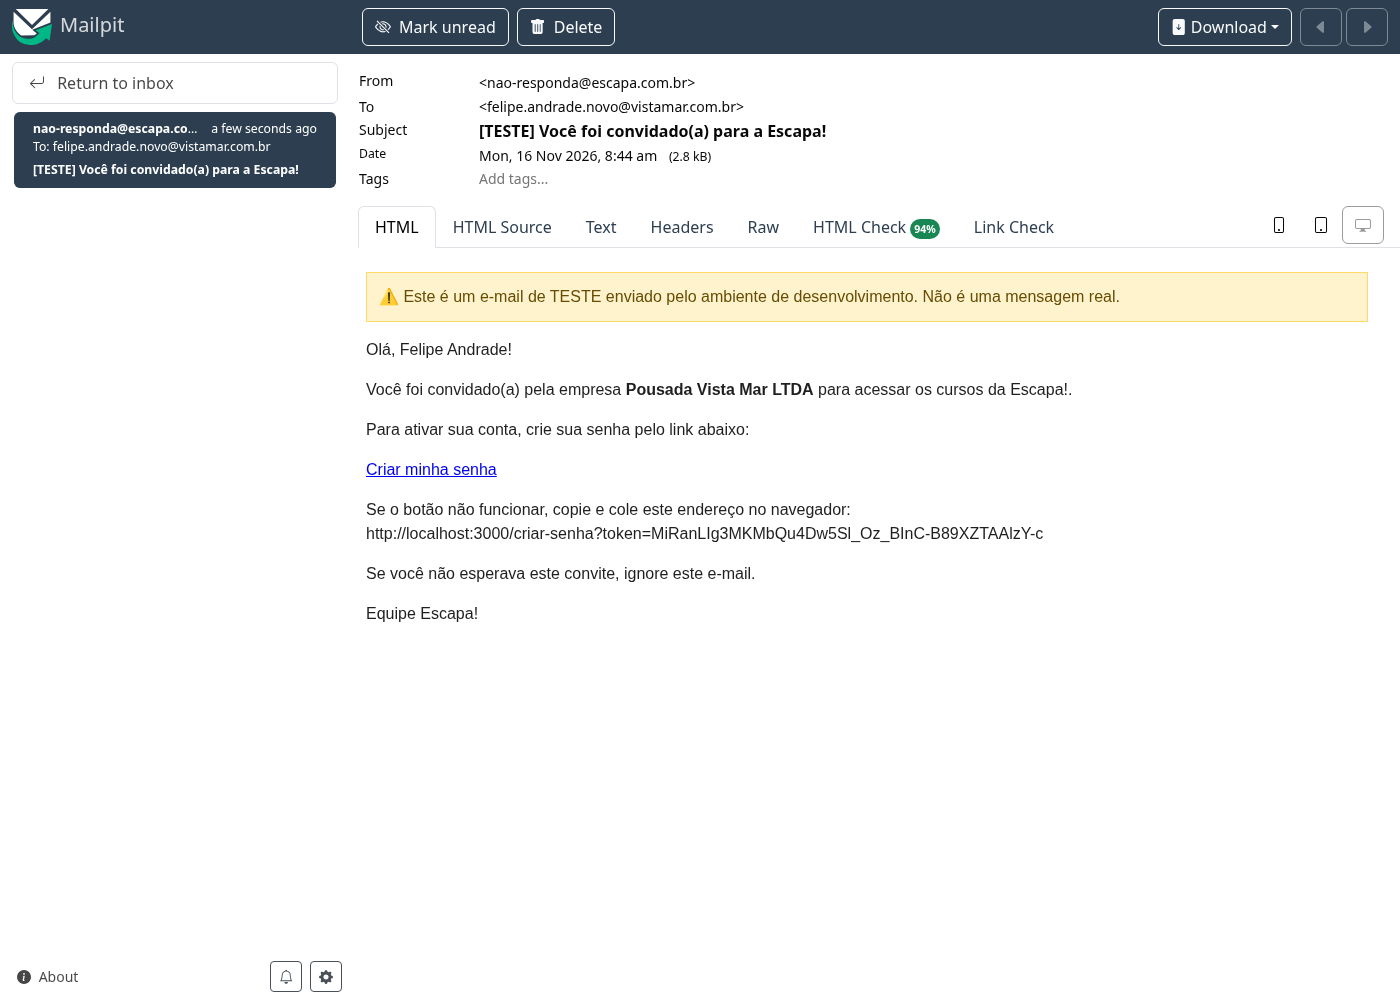 Mailpit
Mark unread
Delete
Download
Return to inbox
nao-responda@escapa.co... a few seconds ago
To: felipe.andrade.novo@vistamar.com.br
[TESTE] Você foi convidado(a) para a Escapa!
From <nao-responda@escapa.com.br>
To <felipe.andrade.novo@vistamar.com.br>
Subject [TESTE] Você foi convidado(a) para a Escapa!
Date Mon, 16 Nov 2026, 8:44 am (2.8 kB)
Tags Add tags...
HTML
HTML Source
Text
Headers
Raw
HTML Check 94%
Link Check
⚠️ Este é um e-mail de TESTE enviado pelo ambiente de desenvolvimento. Não é uma mensagem real.
Olá, Felipe Andrade!
Você foi convidado(a) pela empresa Pousada Vista Mar LTDA para acessar os cursos da Escapa!.
Para ativar sua conta, crie sua senha pelo link abaixo:
Criar minha senha
Se o botão não funcionar, copie e cole este endereço no navegador:
http://localhost:3000/criar-senha?token=MiRanLIg3MKMbQu4Dw5Sl_Oz_BInC-B89XZTAAlzY-c
Se você não esperava este convite, ignore este e-mail.
Equipe Escapa!
About